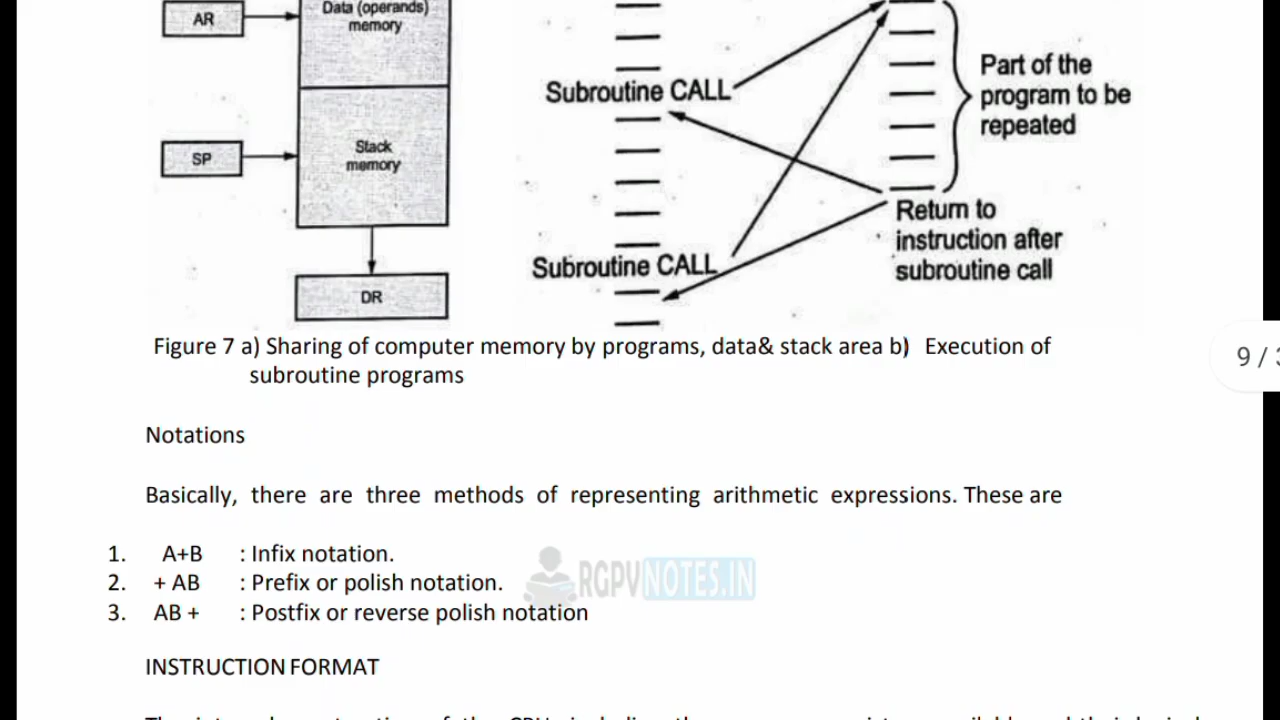 AR
Data (operands)
memory
SP
Stack
memory
DR
Subroutine CALL
Subroutine CALL
Part of the
program to be
repeated
Return to
instruction after
subroutine call
Figure 7 a) Sharing of computer memory by programs, data& stack area b) Execution of
subroutine programs
9 /
Notations
Basically, there are three methods of representing arithmetic expressions. These are
1. A+B : Infix notation.
2. + AB : Prefix or polish notation.
3. AB + : Postfix or reverse polish notation
RGPVNOTES.IN
INSTRUCTION FORMAT